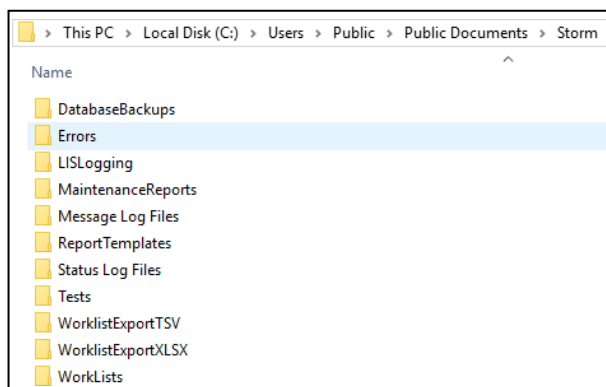 This PC > Local Disk (C:) > Users > Public > Public Documents > Storm
Name
DatabaseBackups
Errors
LISLogging
MaintenanceReports
Message Log Files
ReportTemplates
Status Log Files
Tests
WorklistExportTSV
WorklistExportXLSX
WorkLists